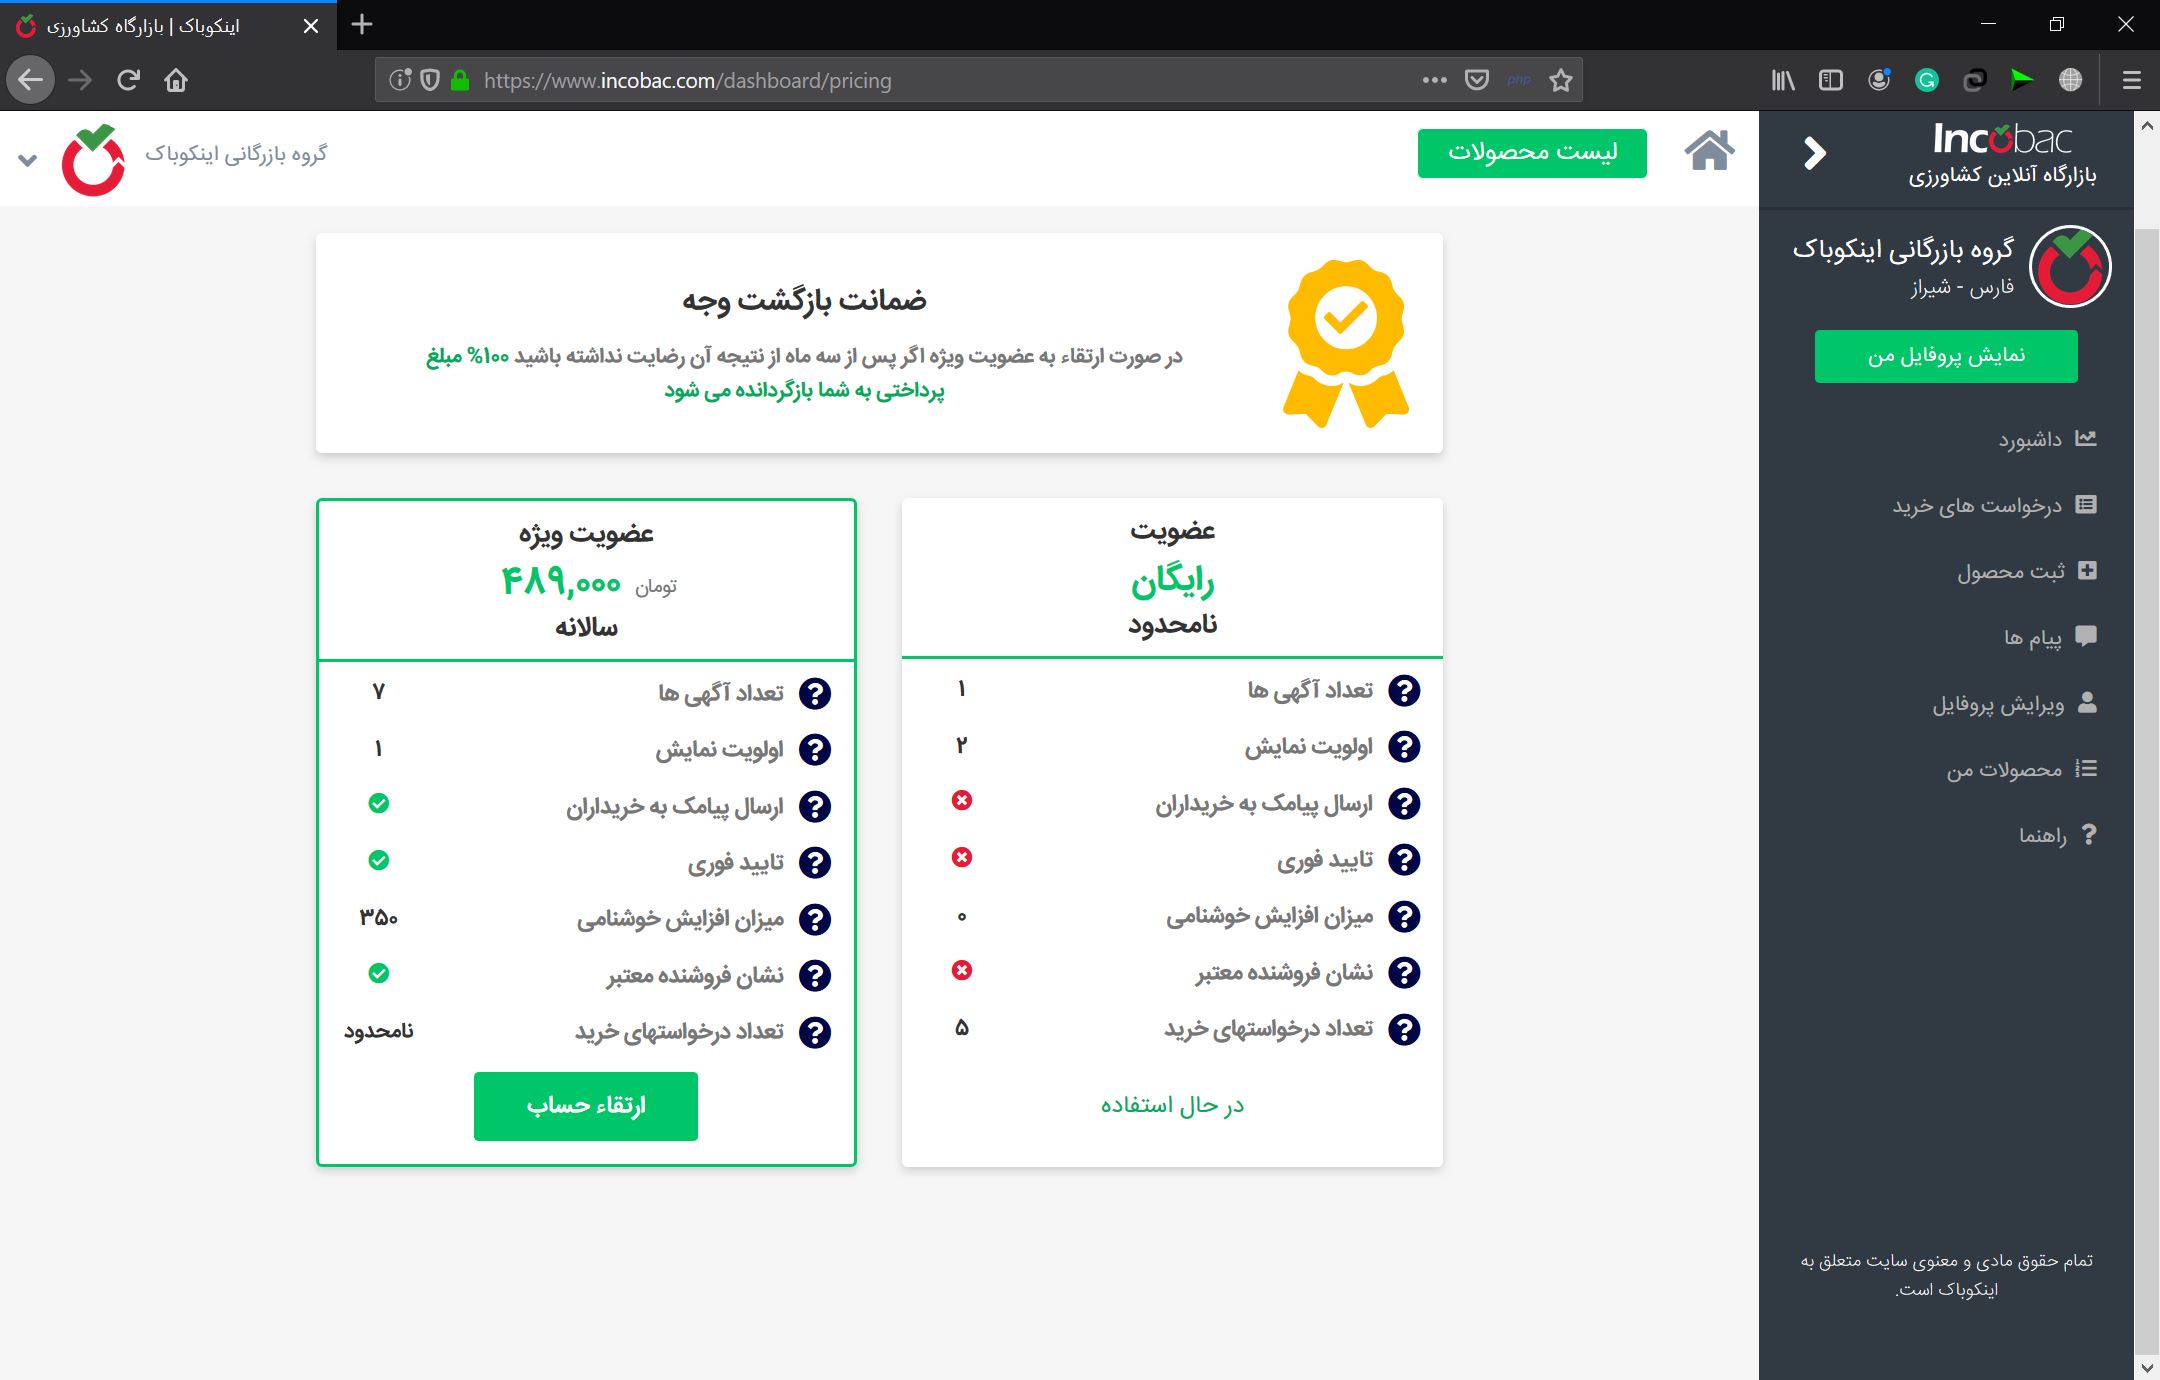 اینکوباک | بازارگاه کشاورزی
https://www.incobac.com/dashboard/pricing
php
Incobac
بازارگاه آنلاین کشاورزی
گروه بازرگانی اینکوباک
فارس - شیراز
نمایش پروفایل من
داشبورد
درخواست های خرید
ثبت محصول
پیام ها
ویرایش پروفایل
محصولات من
راهنما
تمام حقوق مادی و معنوی سایت متعلق به
اینکوباک است.
لیست محصولات
گروه بازرگانی اینکوباک
ضمانت بازگشت وجه
در صورت ارتقاء به عضویت ویژه اگر پس از سه ماه از نتیجه آن رضایت نداشته باشید ۱۰۰% مبلغ
پرداختی به شما بازگردانده می شود
عضویت
رایگان
نامحدود
تعداد آگهی ها ۱
اولویت نمایش ۲
ارسال پیامک به خریداران
تایید فوری
میزان افزایش خوشنامی ۰
نشان فروشنده معتبر
تعداد درخواستهای خرید ۵
در حال استفاده
عضویت ویژه
۴۸۹,۰۰۰ تومان
سالانه
تعداد آگهی ها ۷
اولویت نمایش ۱
ارسال پیامک به خریداران
تایید فوری
میزان افزایش خوشنامی ۳۵۰
نشان فروشنده معتبر
تعداد درخواستهای خرید نامحدود
ارتقاء حساب